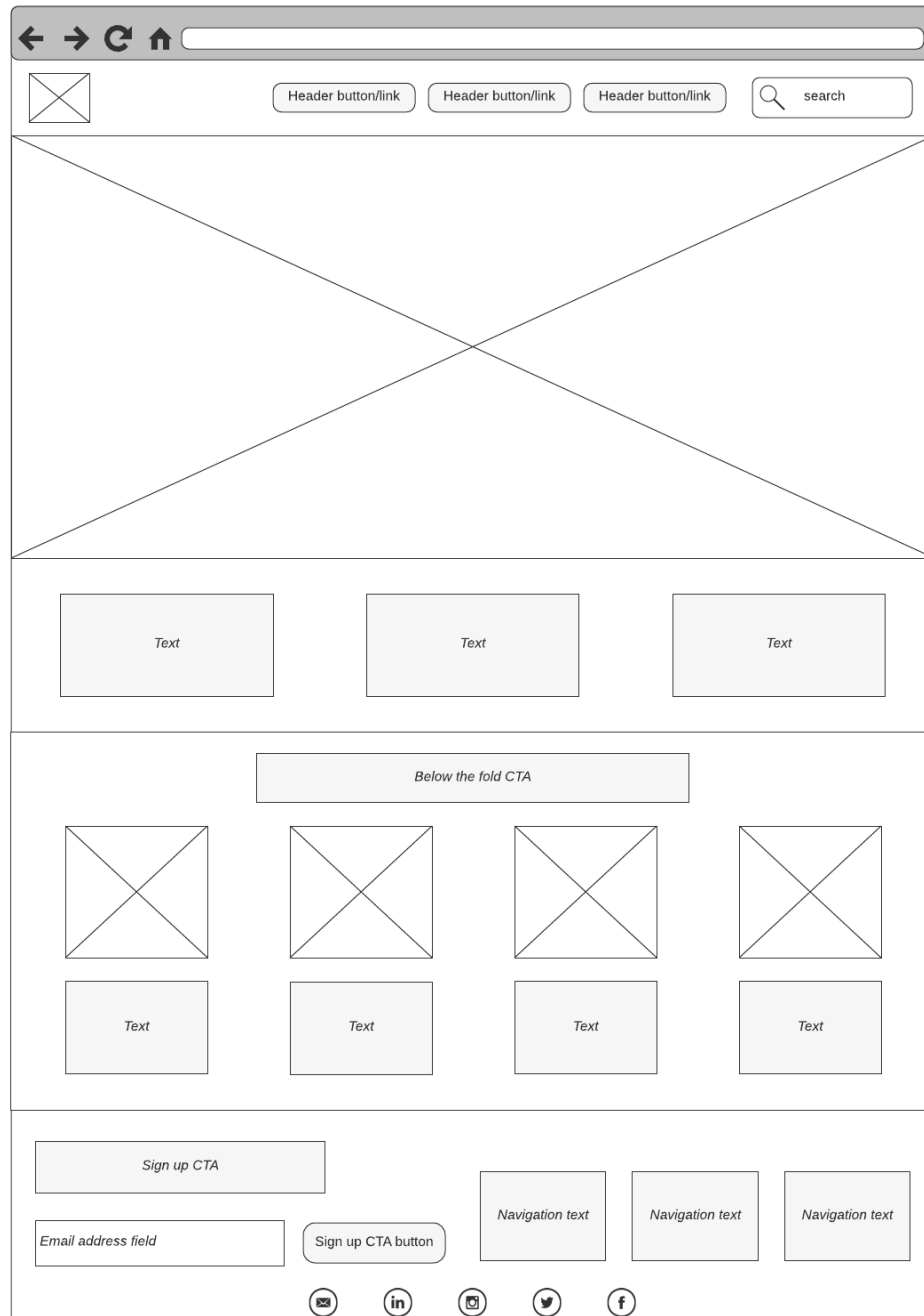 Header button/link Header button/link Header button/link search
Text Text Text
Below the fold CTA
Text Text Text Text
Sign up CTA
Navigation text Navigation text Navigation text
Email address field Sign up CTA button
in f